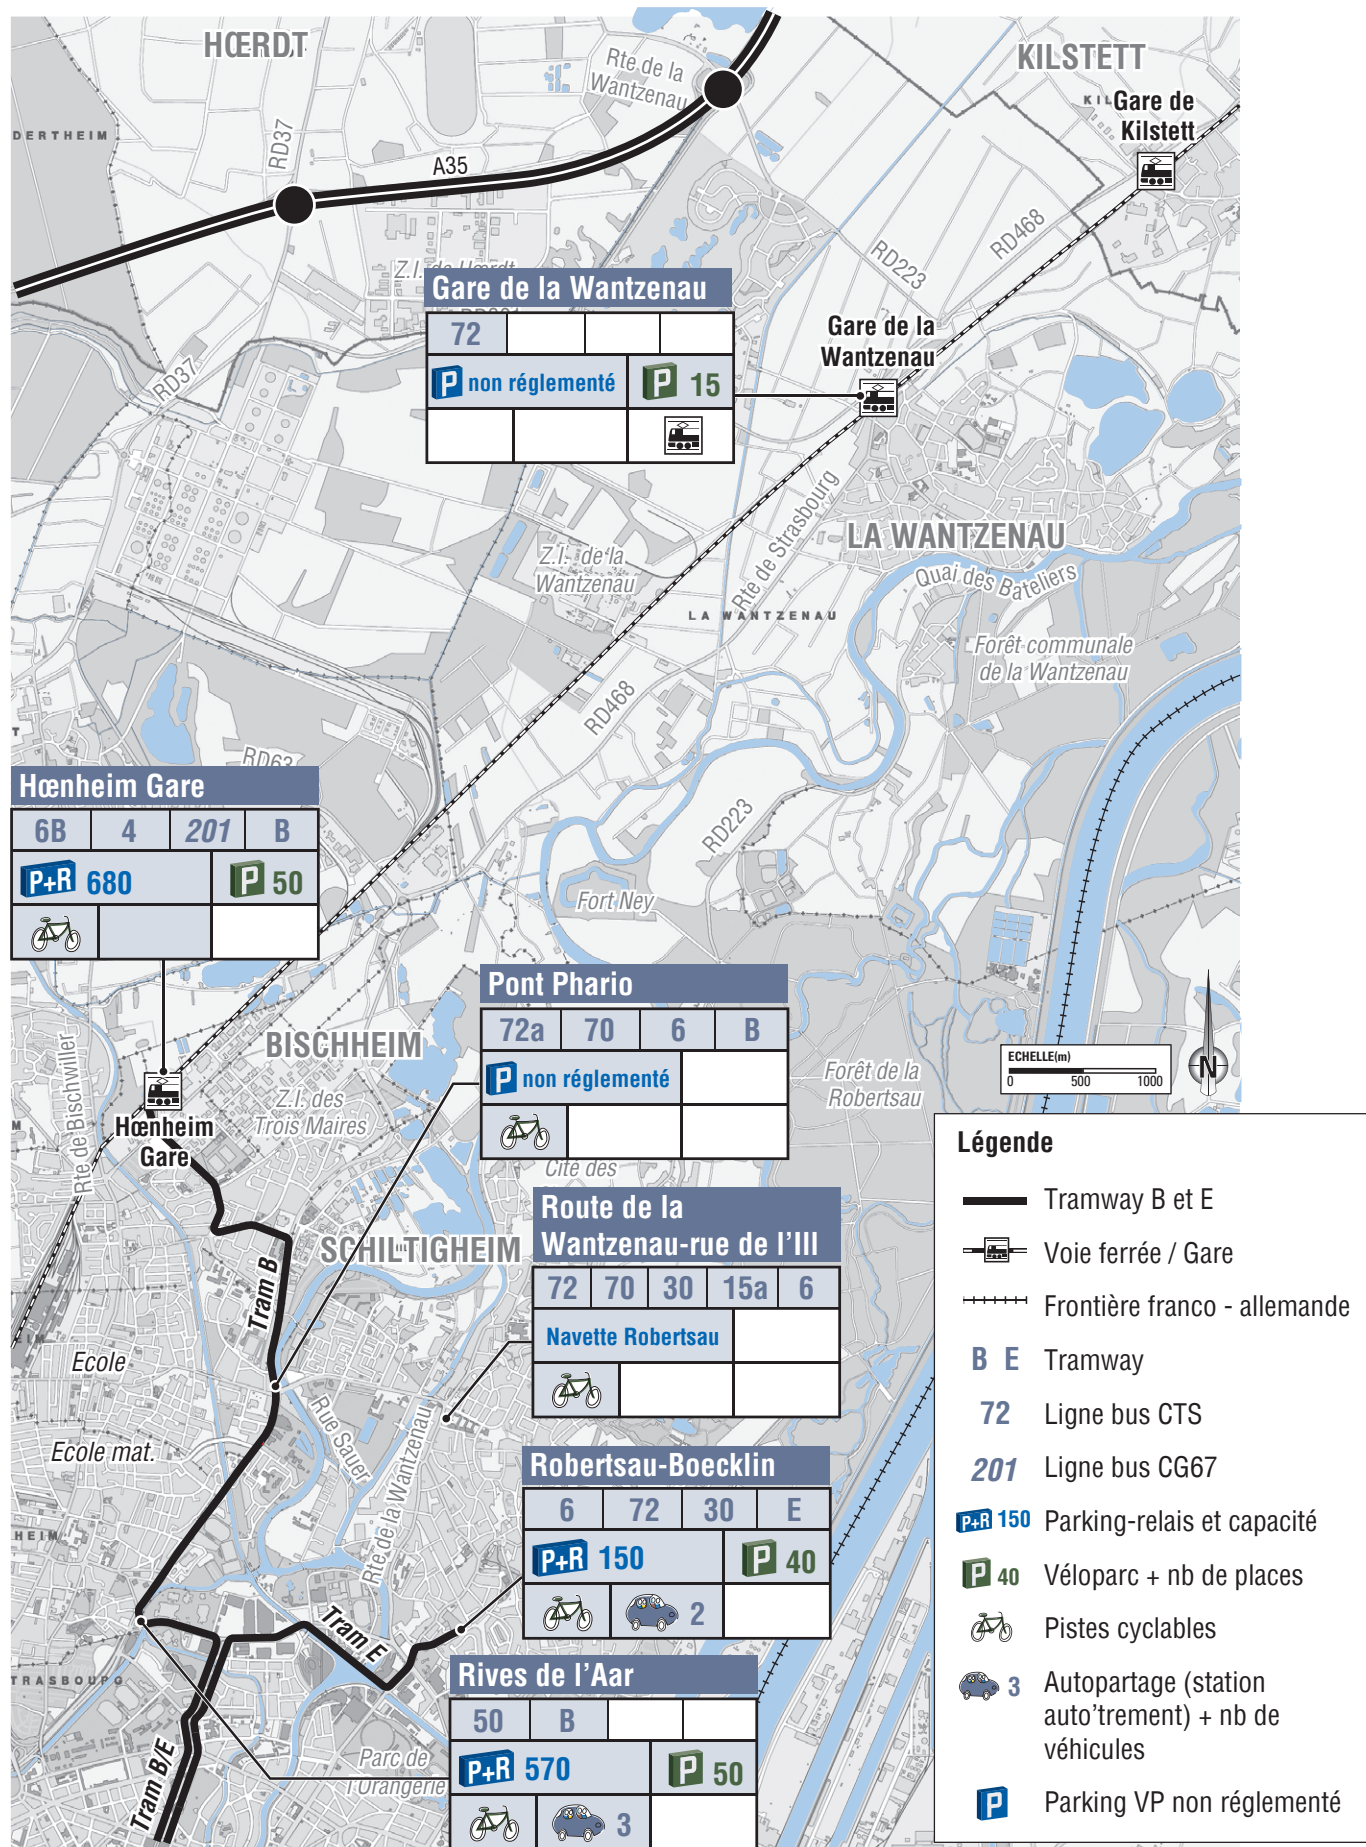 HŒRDT
KILSTETT
Rte de la
Wantzenau
Gare de
Kilstett
RD37
A35
RD468
RD223
Z.I. de Hœrdt
Gare de la Wantzenau
72
P non réglementé
P 15
Gare de la
Wantzenau
RD37
Rte de Strasbourg
LA WANTZENAU
Quai des Bateliers
Z.I. de la
Wantzenau
LA WANTZENAU
Forêt communale
de la Wantzenau
RD468
RD63
RD223
Hœnheim Gare
6B 4 201 B
P+R 680
P 50
Fort Ney
Pont Phario
72a 70 6 B
P non réglementé
BISCHHEIM
Rte de Bischwiller
Z.I. des
Trois Maires
Hœnheim
Gare
Forêt de la
Robertsau
ECHELLE(m)
0 500 1000
N
Cité des
Route de la
Wantzenau-rue de l'Ill
72 70 30 15a 6
Navette Robertsau
SCHILTIGHEIM
Tram B
Ecole
Ecole mat.
Rue Sauer
Rte de la Wantzenau
Robertsau-Boecklin
6 72 30 E
P+R 150
P 40
2
Tram E
Rives de l'Aar
50 B
P+R 570
P 50
3
Parc de
l'Orangerie
Tram B/E
Légende
Tramway B et E
Voie ferrée / Gare
Frontière franco - allemande
B E Tramway
72 Ligne bus CTS
201 Ligne bus CG67
P+R 150 Parking-relais et capacité
P 40 Véloparc + nb de places
Pistes cyclables
3 Autopartage (station
auto'trement) + nb de
véhicules
P Parking VP non réglementé